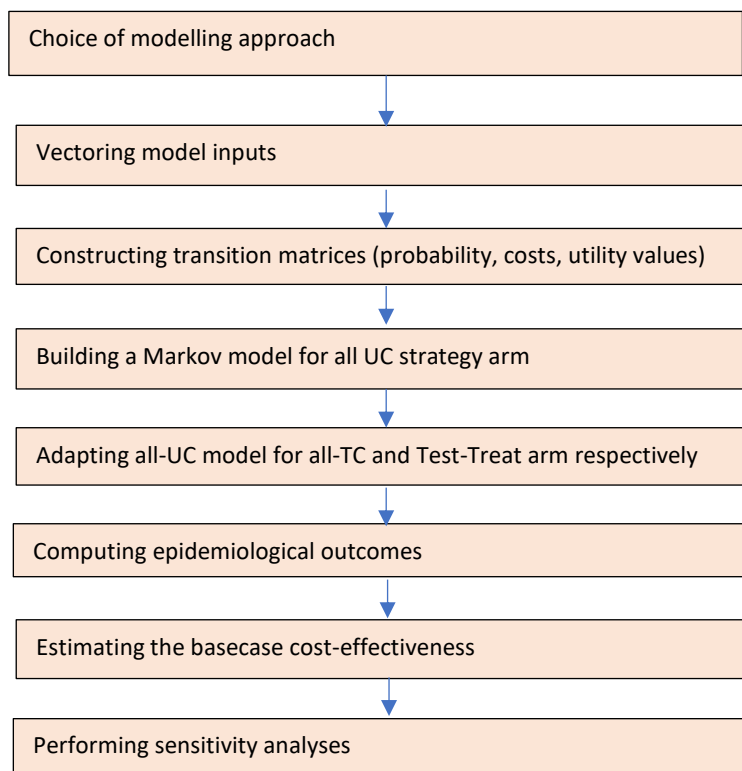 Choice of modelling approach
Vectoring model inputs
Constructing transition matrices (probability, costs, utility values)
Building a Markov model for all UC strategy arm
Adapting all-UC model for all-TC and Test-Treat arm respectively
Computing epidemiological outcomes
Estimating the basecase cost-effectiveness
Performing sensitivity analyses